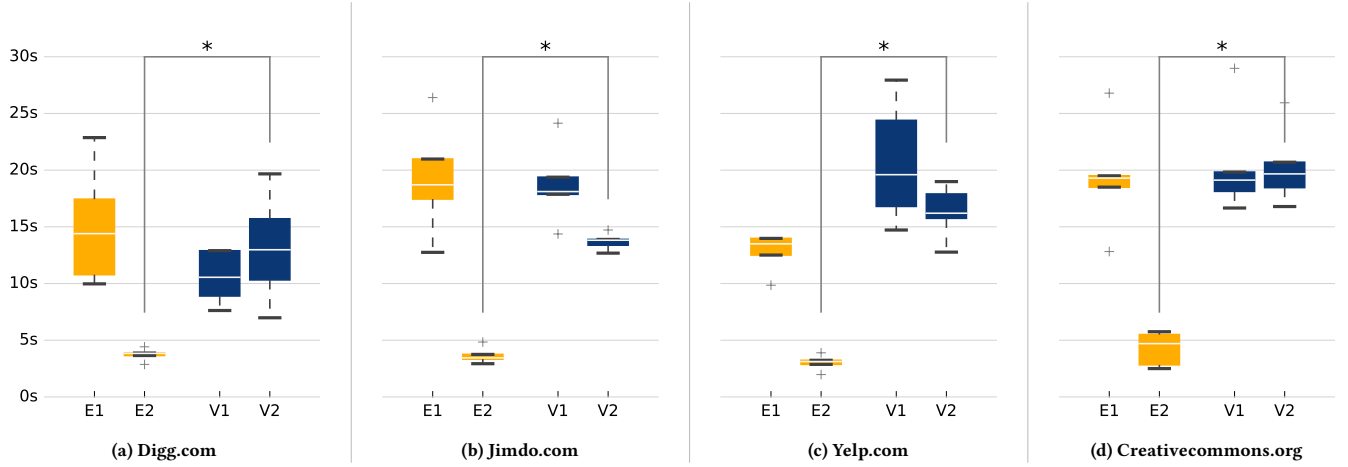 * * * *
30s
25s
20s
15s
10s
5s
0s
E1 E2 V1 V2 E1 E2 V1 V2 E1 E2 V1 V2 E1 E2 V1 V2
(a) Digg.com (b) Jimdo.com (c) Yelp.com (d) Creativecommons.org